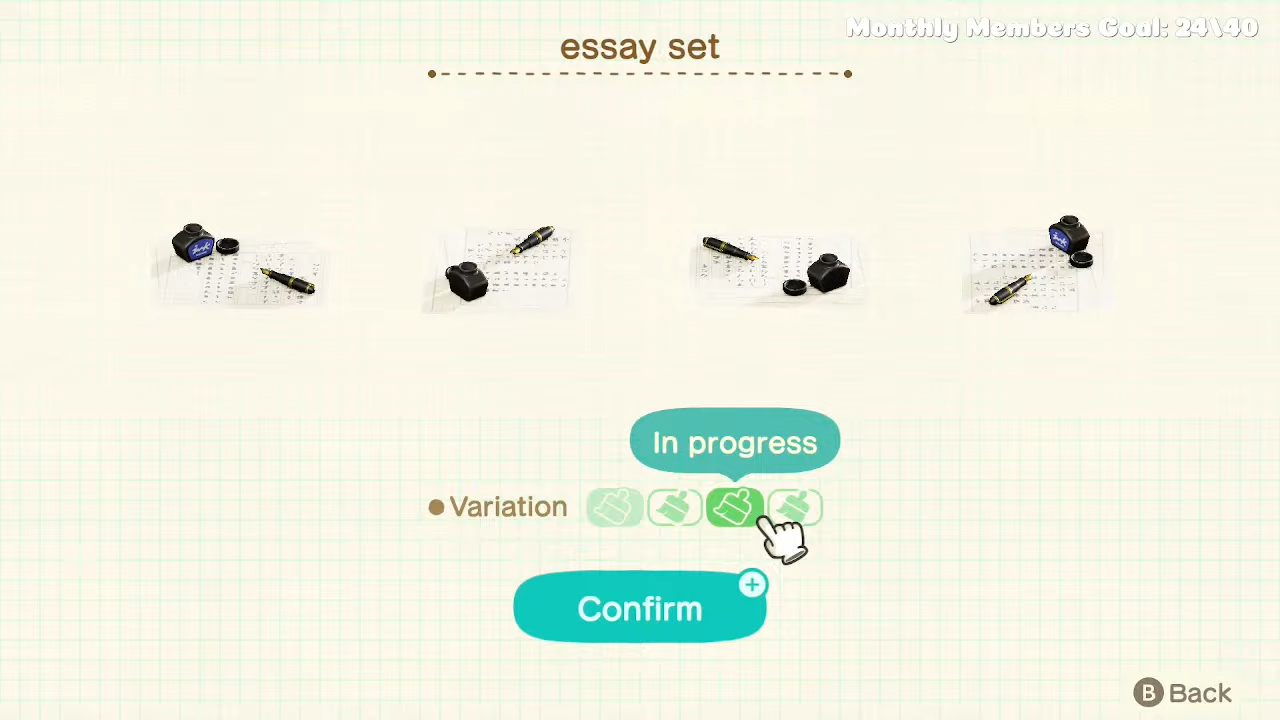 Monthly Members Goal: 24\40
essay set
In progress
Variation
Confirm
B Back